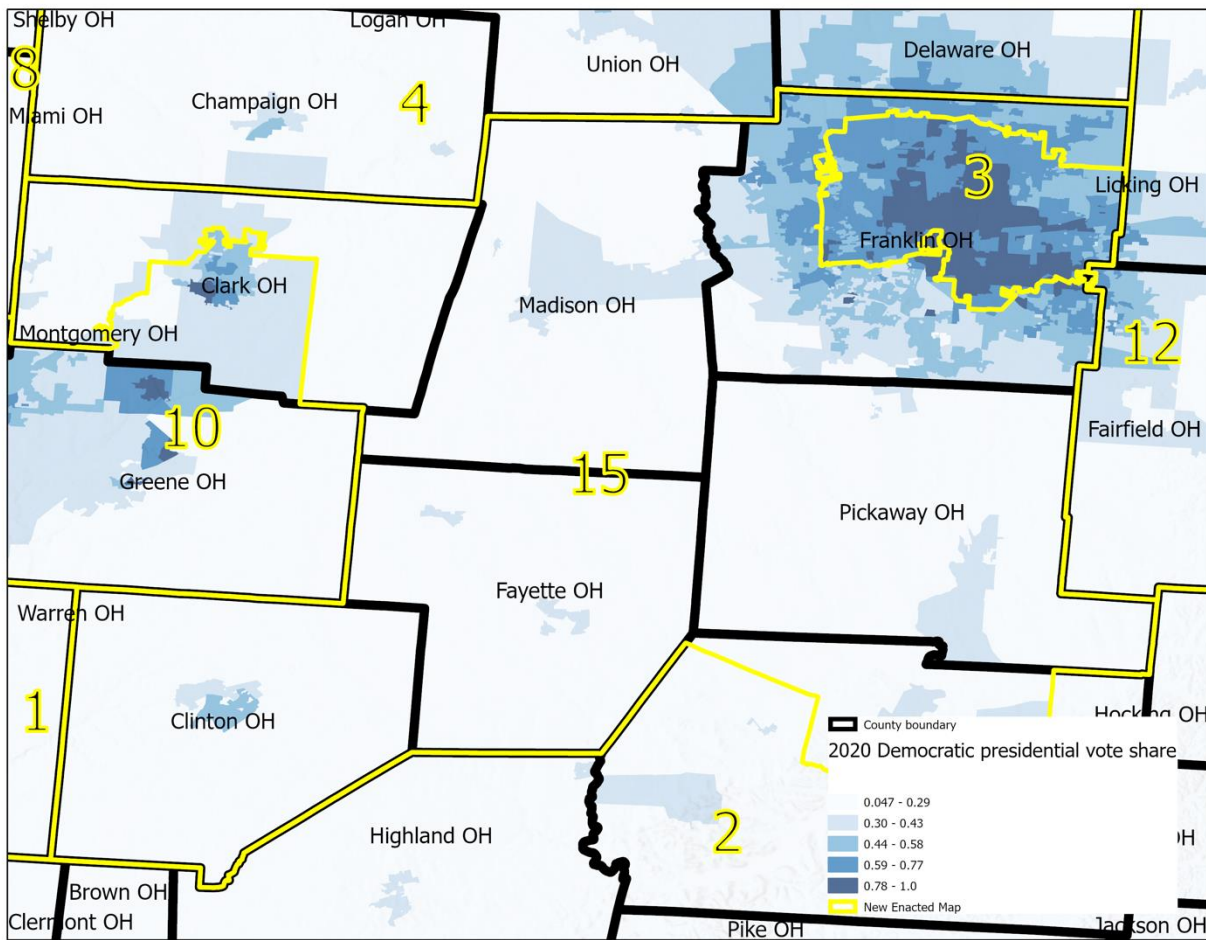 Shelby OH
Logan OH
Union OH
Delaware OH
8
Miami OH
Champaign OH
4
3
Licking OH
Franklin OH
Clark OH
Madison OH
Montgomery OH
12
10
Fairfield OH
Greene OH
15
Pickaway OH
Fayette OH
Warren OH
1
Clinton OH
Hocking OH
County boundary
2020 Democratic presidential vote share
0.047 - 0.29
0.30 - 0.43
0.44 - 0.58
0.59 - 0.77
0.78 - 1.0
New Enacted Map
2
Highland OH
OH
Brown OH
Clermont OH
Pike OH
Jackson OH